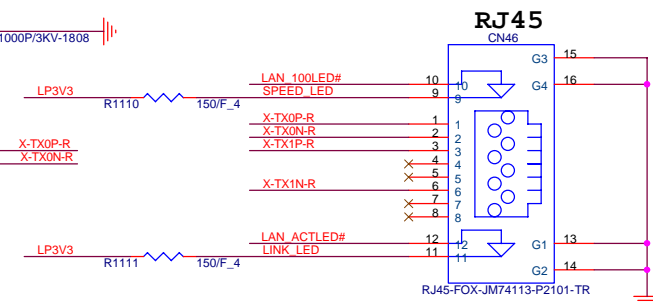 RJ45
CN46
1000P/3KV-1808
G3 15
LAN_100LED# 10 10 G4 16
LP3V3 SPEED_LED 9 9
R1110 150/F_4
X-TX0P-R 1 1
X-TX0N-R 2 2
X-TX0P-R X-TX1P-R 3 3
X-TX0N-R 4 4
5 5
X-TX1N-R 6 6
7 7
8 8
LAN_ACTLED# 12 12 G1 13
LP3V3 LINK_LED 11 11
R1111 150/F_4 G2 14
RJ45-FOX-JM74113-P2101-TR